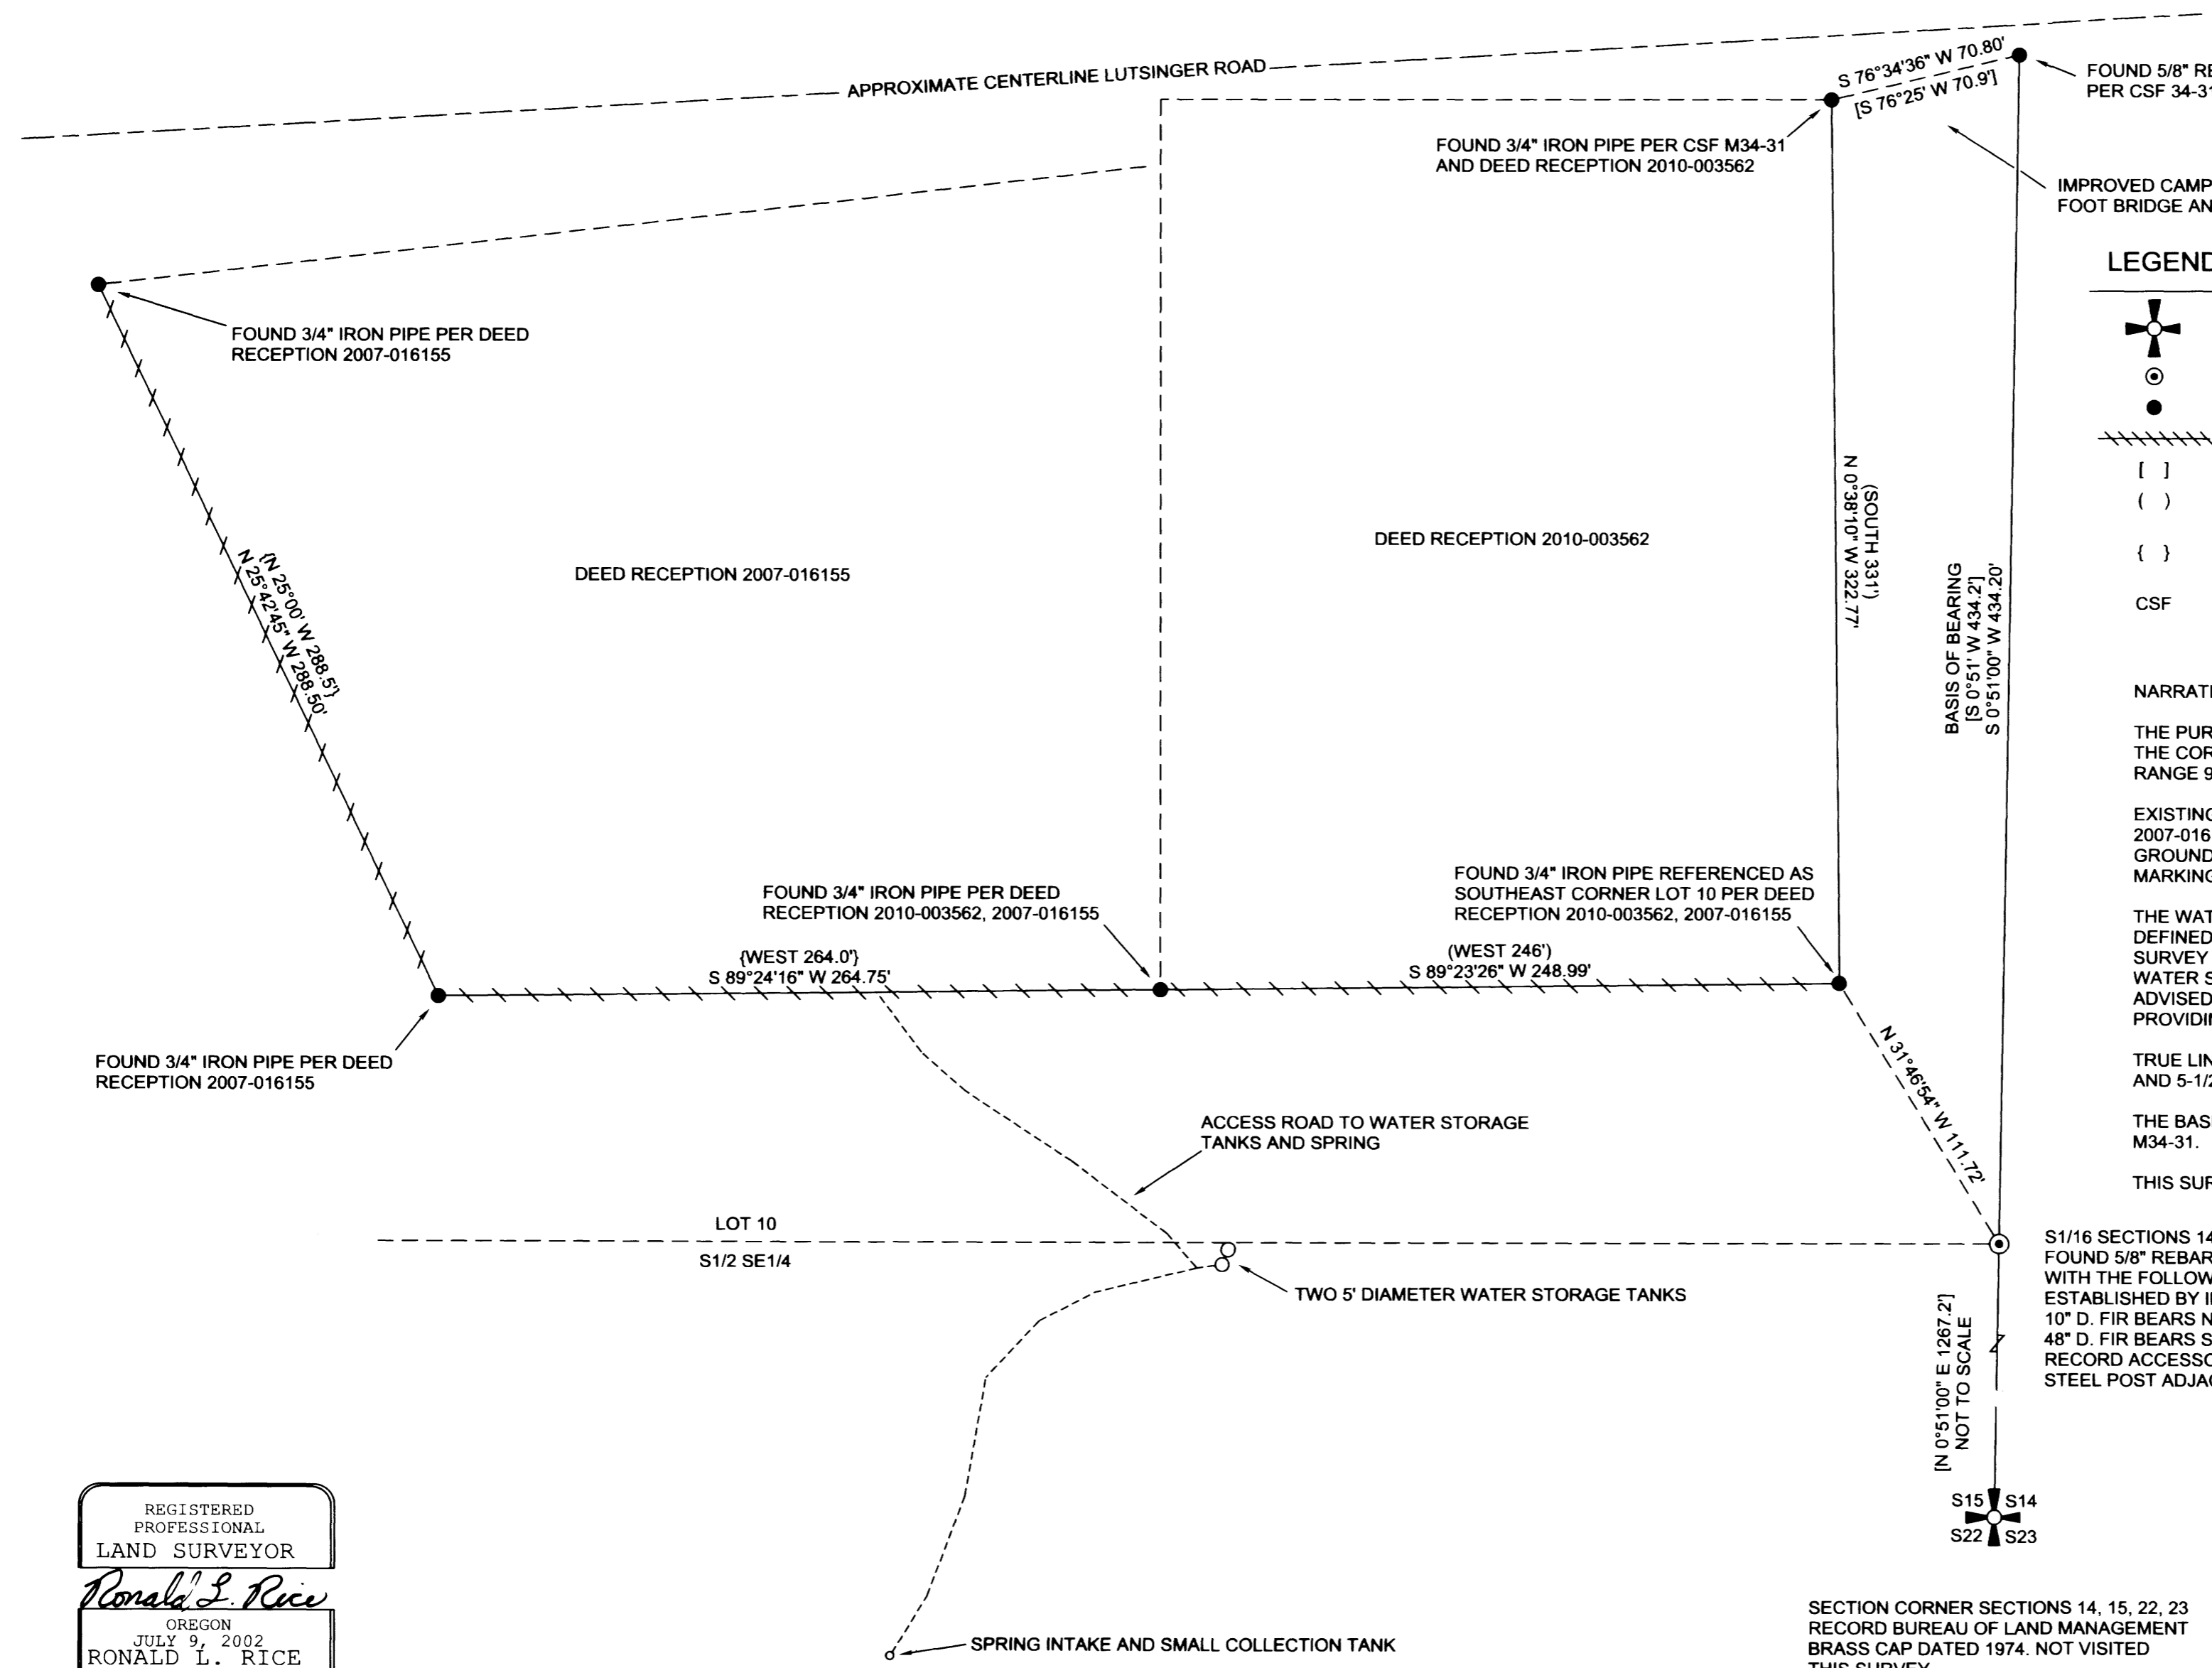 APPROXIMATE CENTERLINE LUTSINGER ROAD
S 76°34'36" W 70.80'
[S 76°25' W 70.9']
FOUND 5/8" RE
PER CSF 34-31
FOUND 3/4" IRON PIPE PER CSF M34-31
AND DEED RECEPTION 2010-003562
IMPROVED CAMP
FOOT BRIDGE AN
LEGEND
[ ]
( )
{ }
CSF
FOUND 3/4" IRON PIPE PER DEED
RECEPTION 2007-016155
{N 25°00' W 288.5'}
N 25°42'45" W 288.50'
DEED RECEPTION 2007-016155
DEED RECEPTION 2010-003562
(SOUTH 331')
N 0°38'10" W 322.77'
BASIS OF BEARING
[S 0°51' W 434.2']
S 0°51'00" W 434.20'
NARRATI
THE PUR
THE COR
RANGE 9
EXISTING
2007-016
GROUND
MARKING
THE WAT
DEFINED
SURVEY
WATER S
ADVISED
PROVIDIN
TRUE LIN
AND 5-1/2
THE BAS
M34-31.
THIS SUR
FOUND 3/4" IRON PIPE PER DEED
RECEPTION 2010-003562, 2007-016155
FOUND 3/4" IRON PIPE REFERENCED AS
SOUTHEAST CORNER LOT 10 PER DEED
RECEPTION 2010-003562, 2007-016155
{WEST 264.0'}
S 89°24'16" W 264.75'
(WEST 246')
S 89°23'26" W 248.99'
FOUND 3/4" IRON PIPE PER DEED
RECEPTION 2007-016155
N 31°46'54" W 111.72'
ACCESS ROAD TO WATER STORAGE
TANKS AND SPRING
LOT 10
S1/2 SE1/4
TWO 5' DIAMETER WATER STORAGE TANKS
S1/16 SECTIONS 14
FOUND 5/8" REBAR
WITH THE FOLLOW
ESTABLISHED BY I
10" D. FIR BEARS N
48" D. FIR BEARS S
RECORD ACCESSO
STEEL POST ADJA
[N 0°51'00" E 1267.2']
NOT TO SCALE
S15 S14
S22 S23
REGISTERED
PROFESSIONAL
LAND SURVEYOR
Ronald L. Rice
OREGON
JULY 9, 2002
RONALD L. RICE
SPRING INTAKE AND SMALL COLLECTION TANK
SECTION CORNER SECTIONS 14, 15, 22, 23
RECORD BUREAU OF LAND MANAGEMENT
BRASS CAP DATED 1974. NOT VISITED
THIS SURVEY